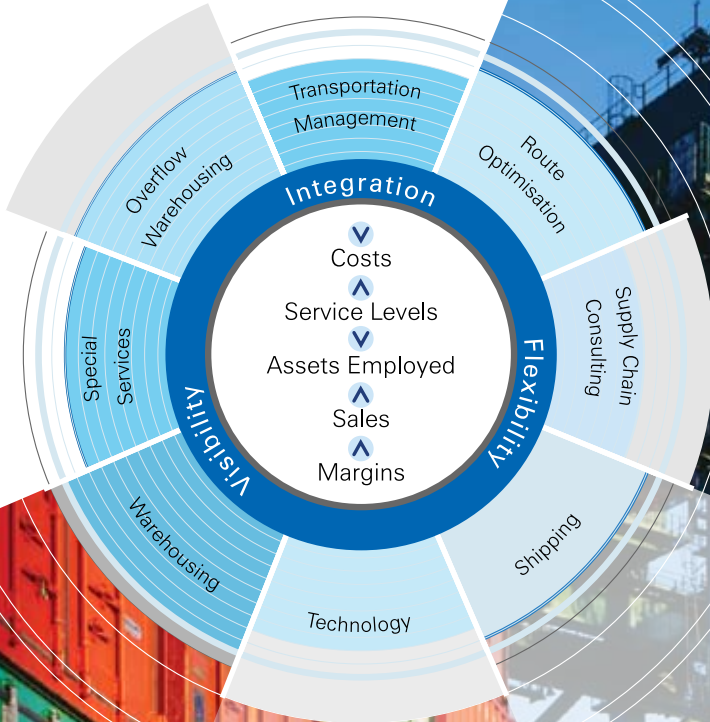 Transportation
Management
Route
Optimisation
Supply Chain
Consulting
Shipping
Technology
Warehousing
Special
Services
Overflow
Warehousing
Integration
Flexibility
Visibility
Costs
Service Levels
Assets Employed
Sales
Margins